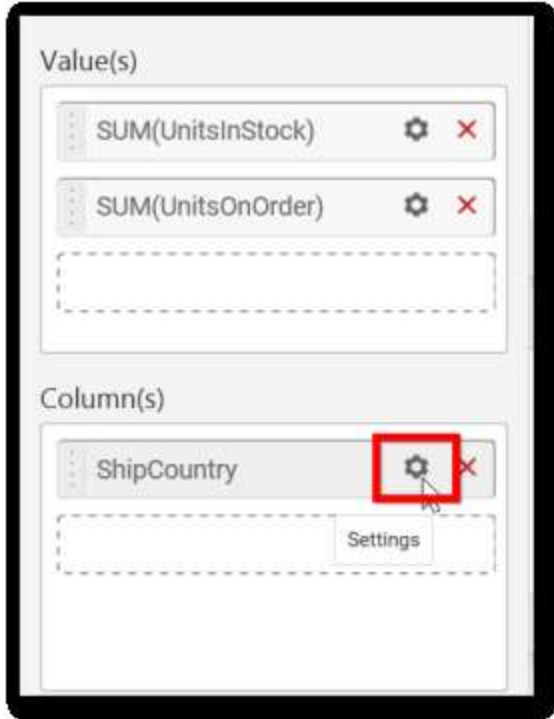 Value(s)
SUM(UnitsInStock)
SUM(UnitsOnOrder)
Column(s)
ShipCountry
Settings